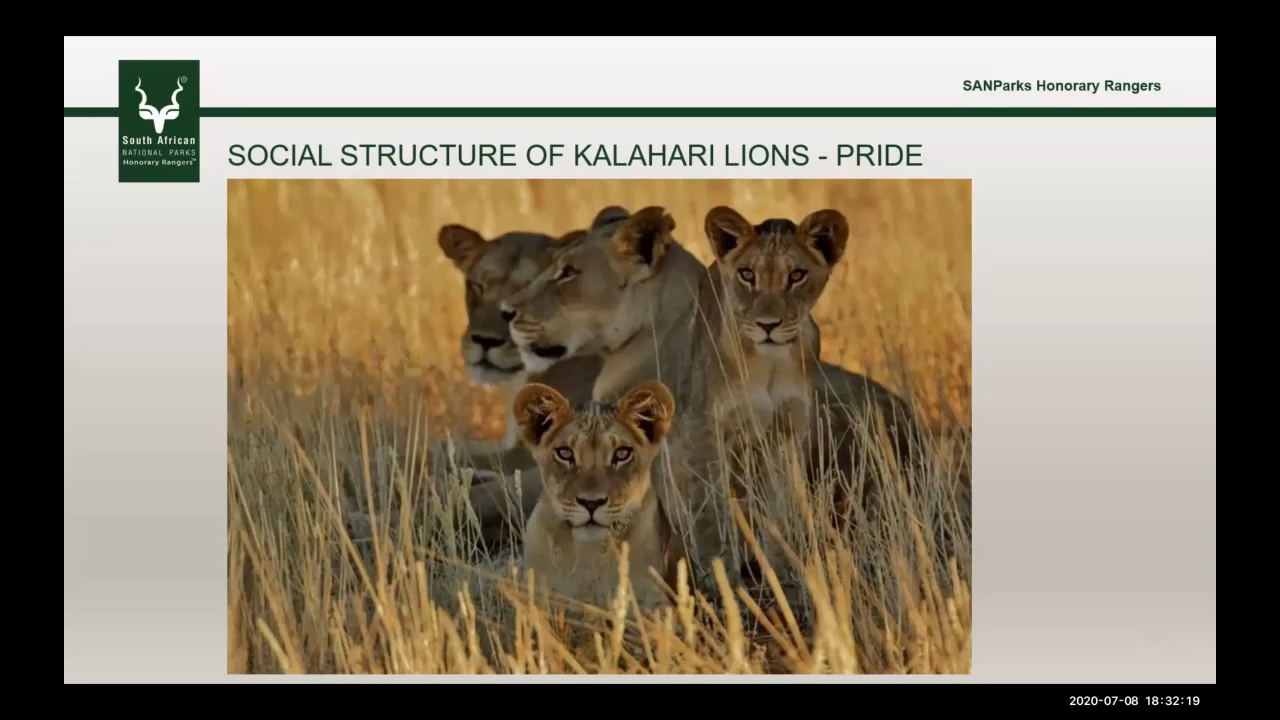 SANParks Honorary Rangers
®
South African
NATIONAL PARKS
Honorary Rangers™
SOCIAL STRUCTURE OF KALAHARI LIONS - PRIDE
2020-07-08 18:32:19